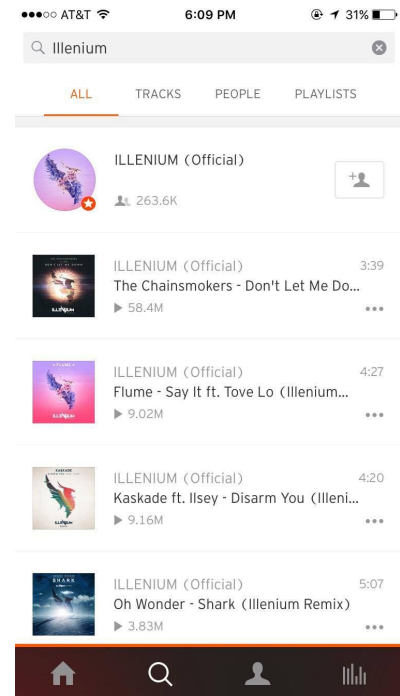 AT&T 6:09 PM 31%
Illenium
ALL TRACKS PEOPLE PLAYLISTS
ILLENIUM (Official)
263.6K
ILLENIUM (Official) 3:39
The Chainsmokers - Don't Let Me Do...
58.4M
ILLENIUM (Official) 4:27
Flume - Say It ft. Tove Lo (Illenium...
9.02M
ILLENIUM (Official) 4:20
Kaskade ft. Ilsey - Disarm You (Illeni...
9.16M
ILLENIUM (Official) 5:07
Oh Wonder - Shark (Illenium Remix)
3.83M